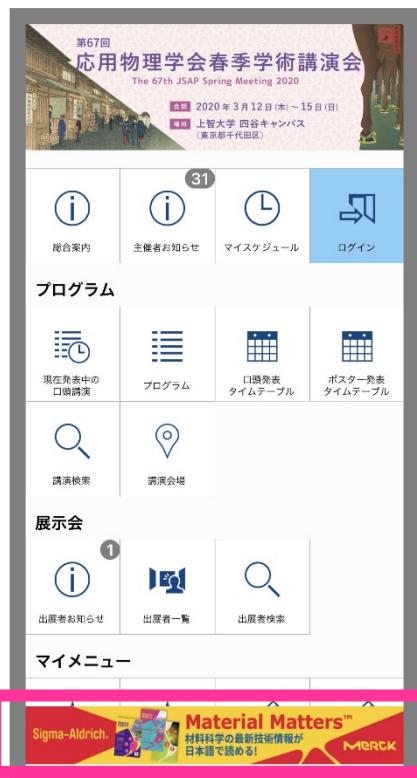 第67回
応用物理学会春季学術講演会
The 67th JSAP Spring Meeting 2020
会期 2020年3月12日(木)～15日(日)
場所 上智大学 四谷キャンパス
(東京都千代田区)
31
総合案内
主催者お知らせ
マイスケジュール
ログイン
プログラム
現在発表中の
口頭講演
プログラム
口頭発表
タイムテーブル
ポスター発表
タイムテーブル
講演検索
講演会場
展示会
1
出展者お知らせ
出展者一覧
出展者検索
マイメニュー
Sigma-Aldrich®
Material Matters™
材料科学の最新技術情報が
日本語で読める!
MERCK